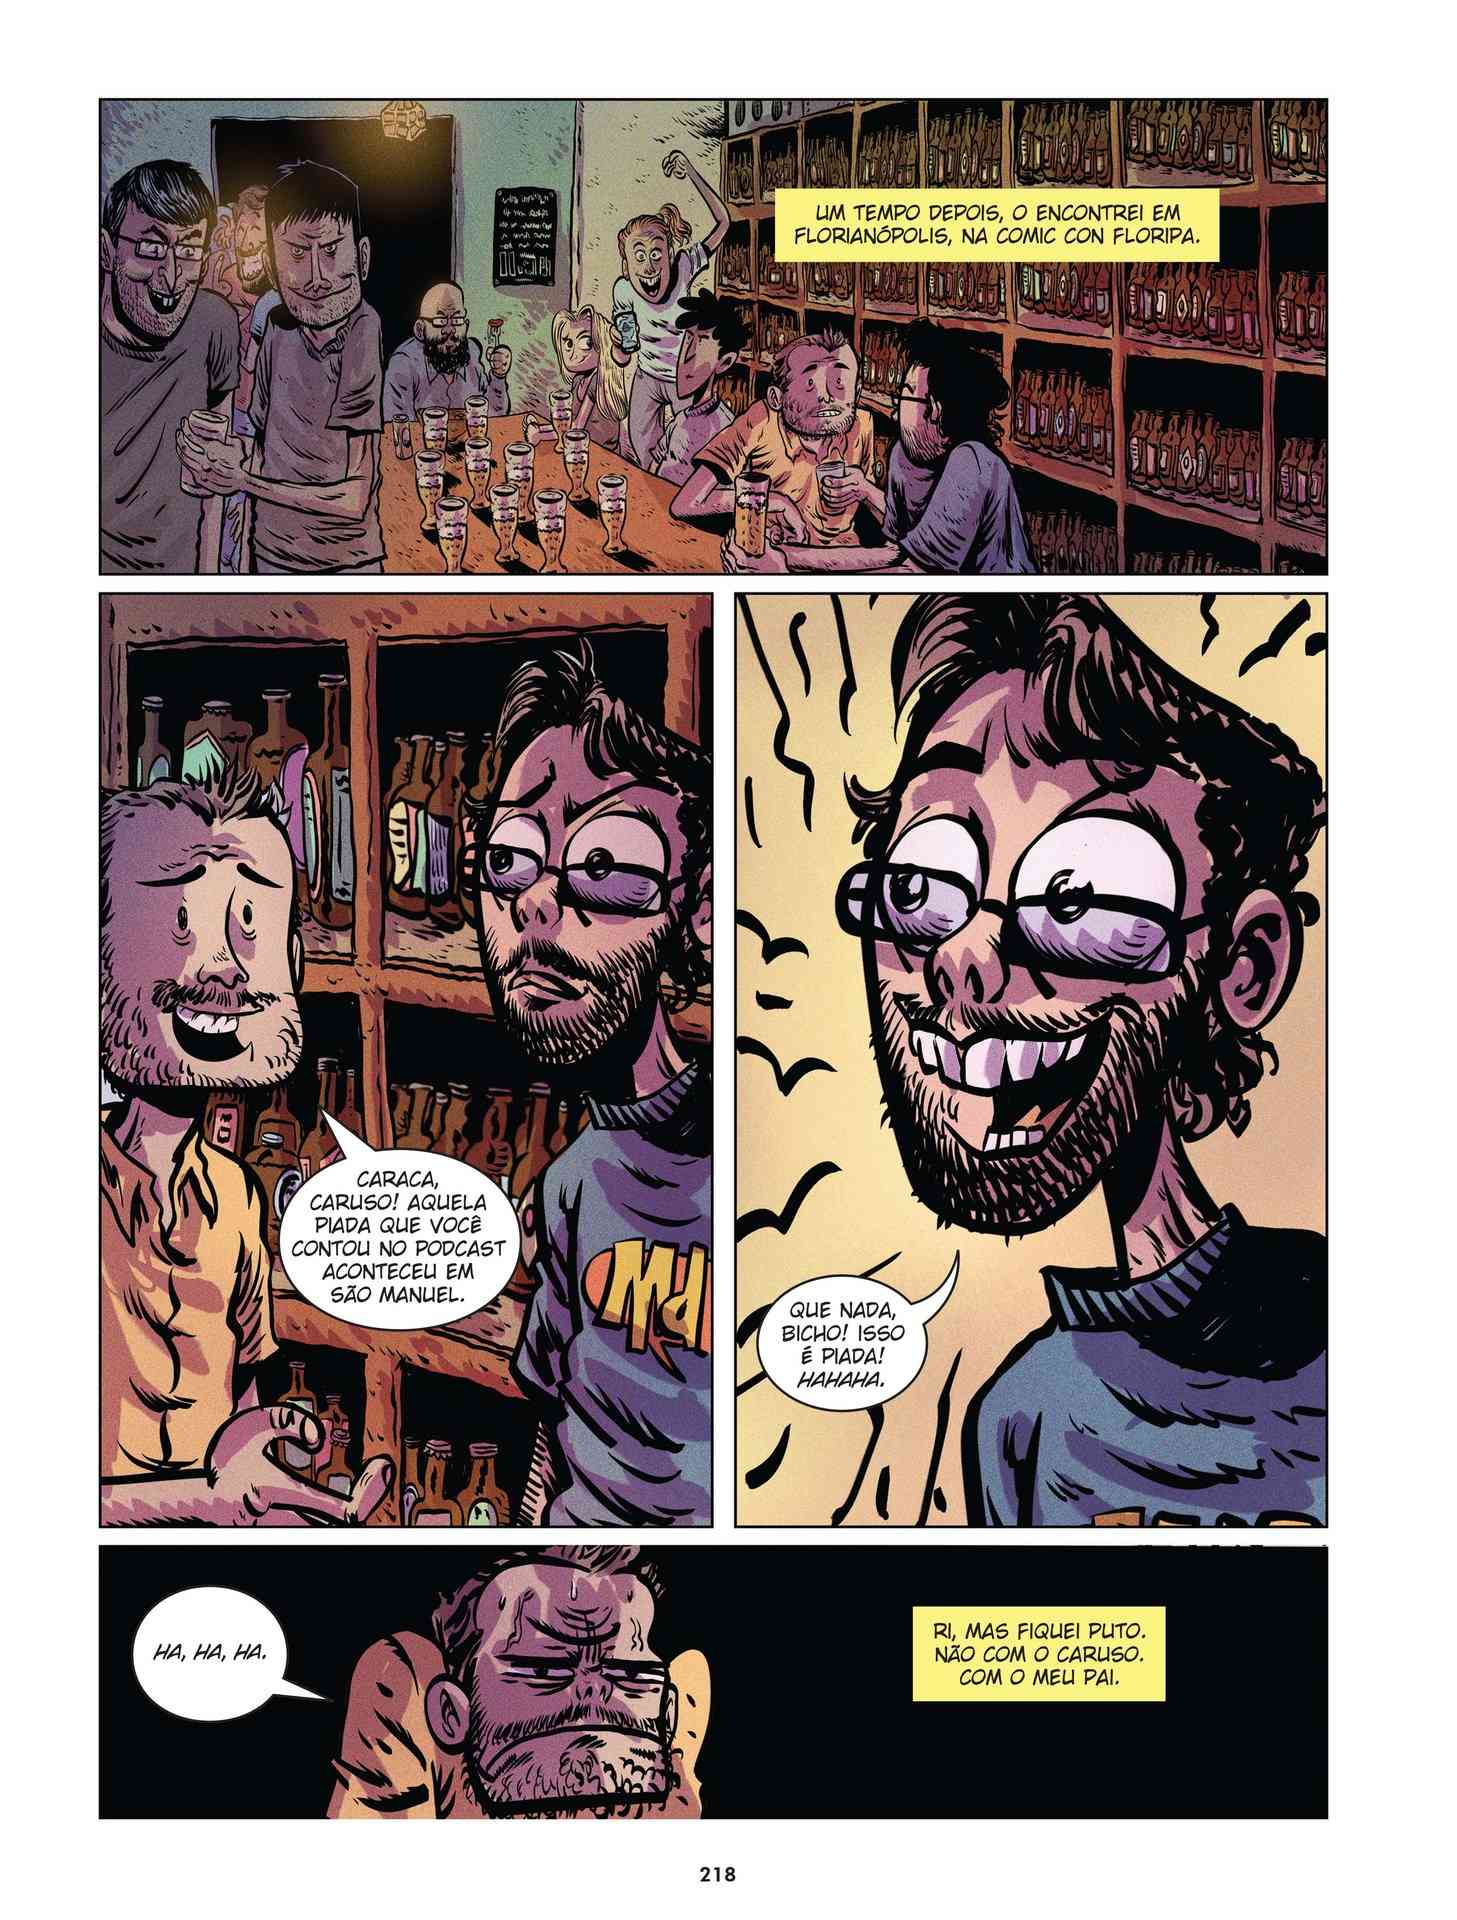 UM TEMPO DEPOIS, O ENCONTREI EM
FLORIANÓPOLIS, NA COMIC CON FLORIPA.
CARACA,
CARUSO! AQUELA
PIADA QUE VOCÊ
CONTOU NO PODCAST
ACONTECEU EM
SÃO MANUEL.
QUE NADA,
BICHO! ISSO
É PIADA!
HAHAHA.
HA, HA, HA.
RI, MAS FIQUEI PUTO.
NÃO COM O CARUSO.
COM O MEU PAI.
218